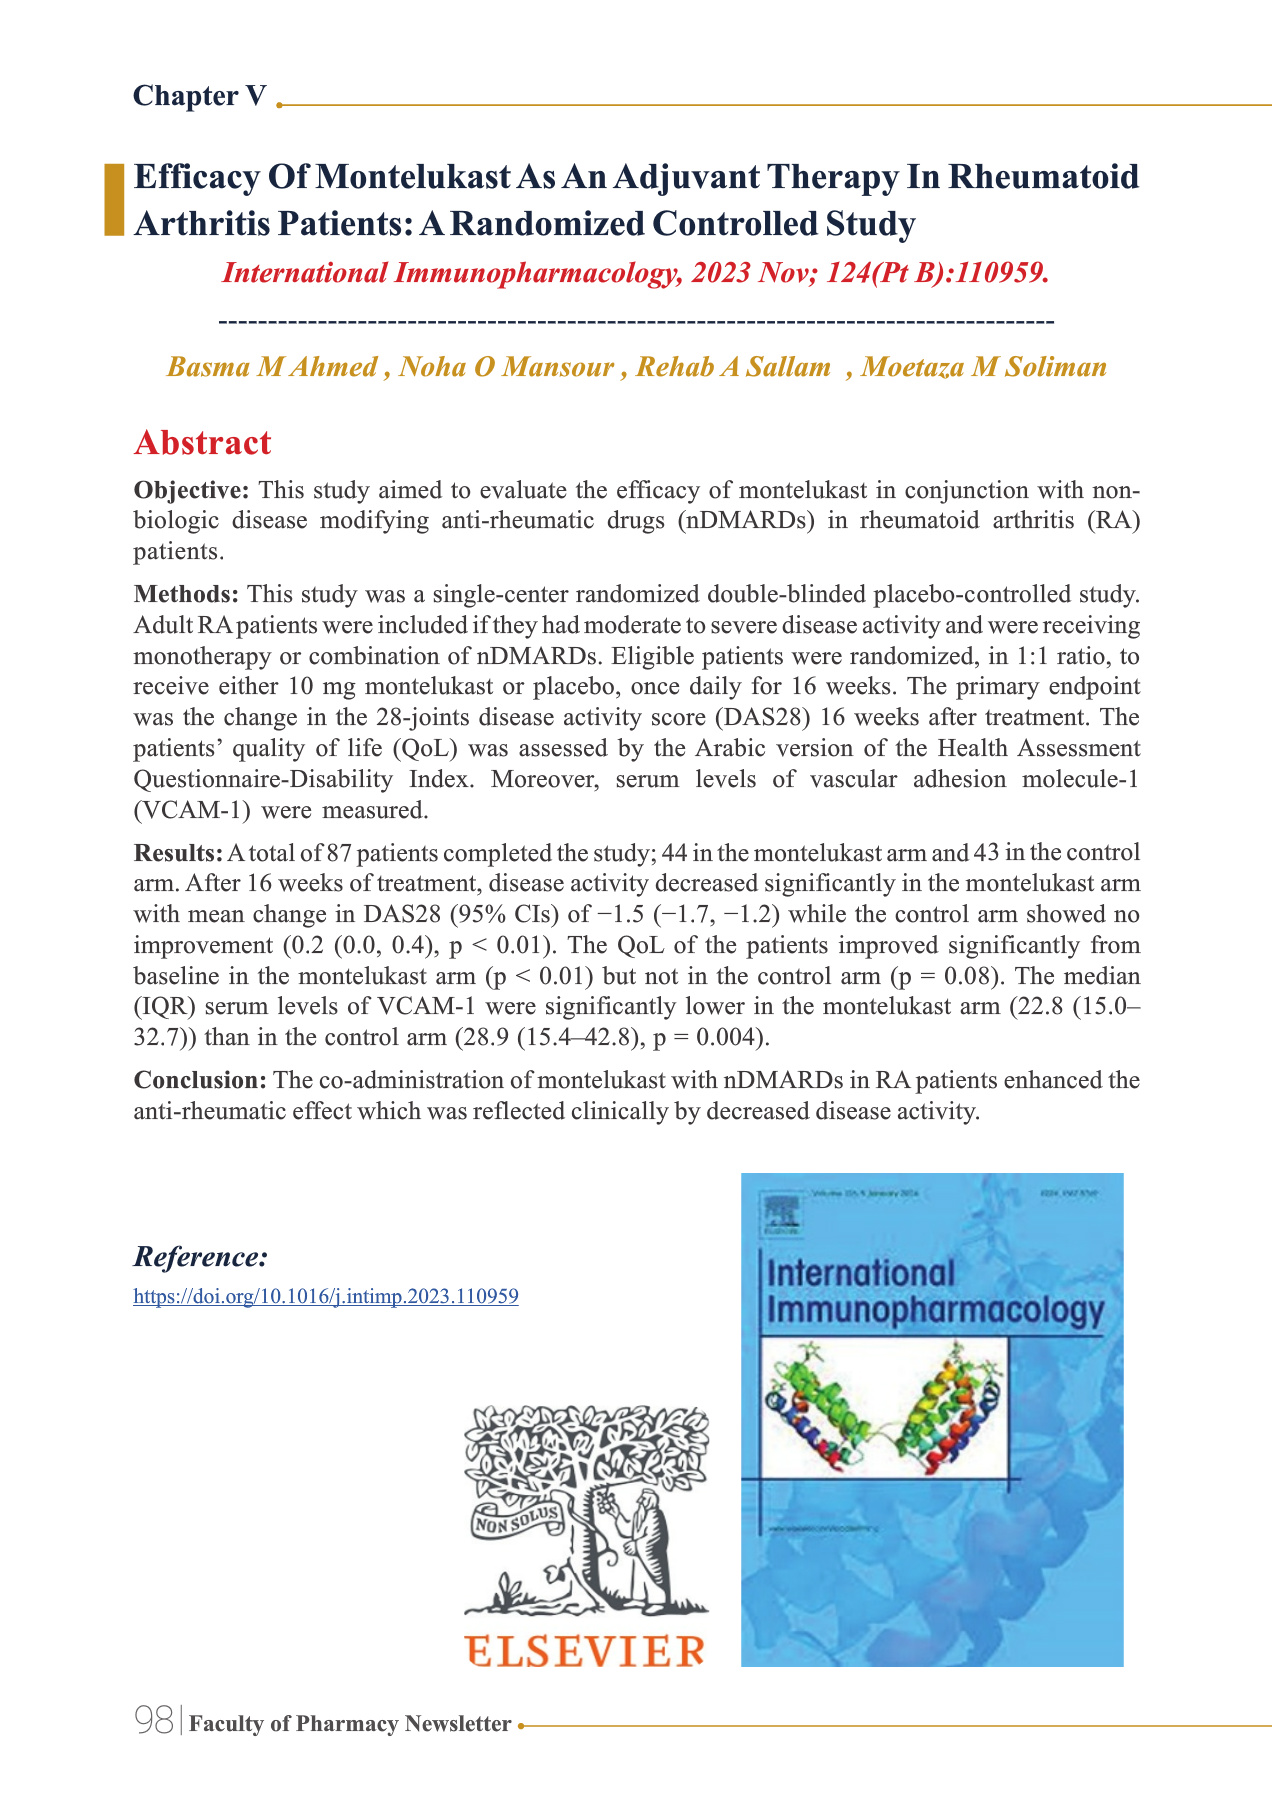 Chapter V
Efficacy Of Montelukast As An Adjuvant Therapy In Rheumatoid
Arthritis Patients: A Randomized Controlled Study
International Immunopharmacology, 2023 Nov; 124(Pt B):110959.
-------------------------------------------------------------------------------------
Basma M Ahmed , Noha O Mansour , Rehab A Sallam , Moetaza M Soliman
Abstract
Objective: This study aimed to evaluate the efficacy of montelukast in conjunction with non-
biologic disease modifying anti-rheumatic drugs (nDMARDs) in rheumatoid arthritis (RA)
patients.
Methods: This study was a single-center randomized double-blinded placebo-controlled study.
Adult RA patients were included if they had moderate to severe disease activity and were receiving
monotherapy or combination of nDMARDs. Eligible patients were randomized, in 1:1 ratio, to
receive either 10 mg montelukast or placebo, once daily for 16 weeks. The primary endpoint
was the change in the 28-joints disease activity score (DAS28) 16 weeks after treatment. The
patients’ quality of life (QoL) was assessed by the Arabic version of the Health Assessment
Questionnaire-Disability Index. Moreover, serum levels of vascular adhesion molecule-1
(VCAM-1) were measured.
Results: A total of 87 patients completed the study; 44 in the montelukast arm and 43 in the control
arm. After 16 weeks of treatment, disease activity decreased significantly in the montelukast arm
with mean change in DAS28 (95% CIs) of −1.5 (−1.7, −1.2) while the control arm showed no
improvement (0.2 (0.0, 0.4), p < 0.01). The QoL of the patients improved significantly from
baseline in the montelukast arm (p < 0.01) but not in the control arm (p = 0.08). The median
(IQR) serum levels of VCAM-1 were significantly lower in the montelukast arm (22.8 (15.0–
32.7)) than in the control arm (28.9 (15.4–42.8), p = 0.004).
Conclusion: The co-administration of montelukast with nDMARDs in RA patients enhanced the
anti-rheumatic effect which was reflected clinically by decreased disease activity.
Reference:
https://doi.org/10.1016/j.intimp.2023.110959
ELSEVIER
International
Immunopharmacology
NON SOLUS
ELSEVIER
98 Faculty of Pharmacy Newsletter